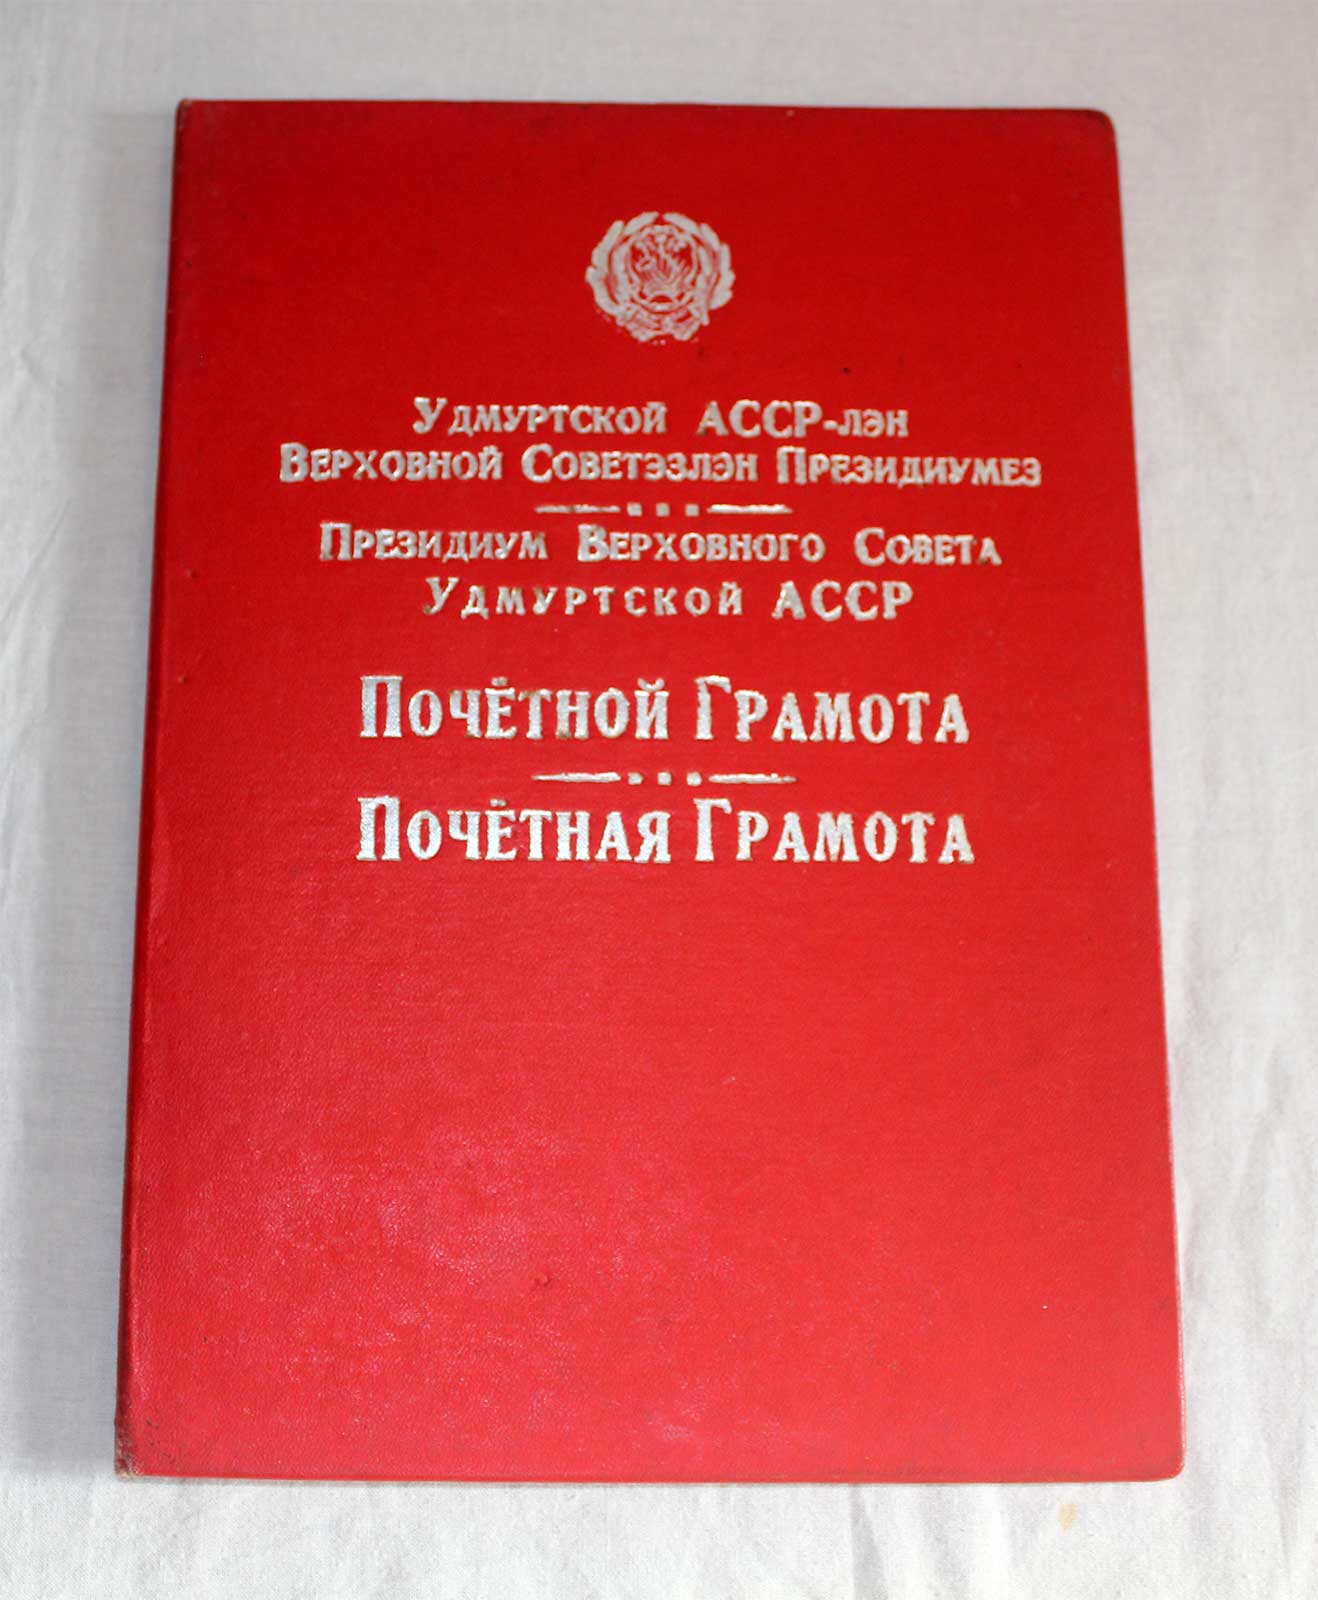 Удмуртской АССР-лэн
Верховной Советэзлэн Президиумез
Президиум Верховного Совета
Удмуртской АССР
Почётной Грамота
Почётная Грамота